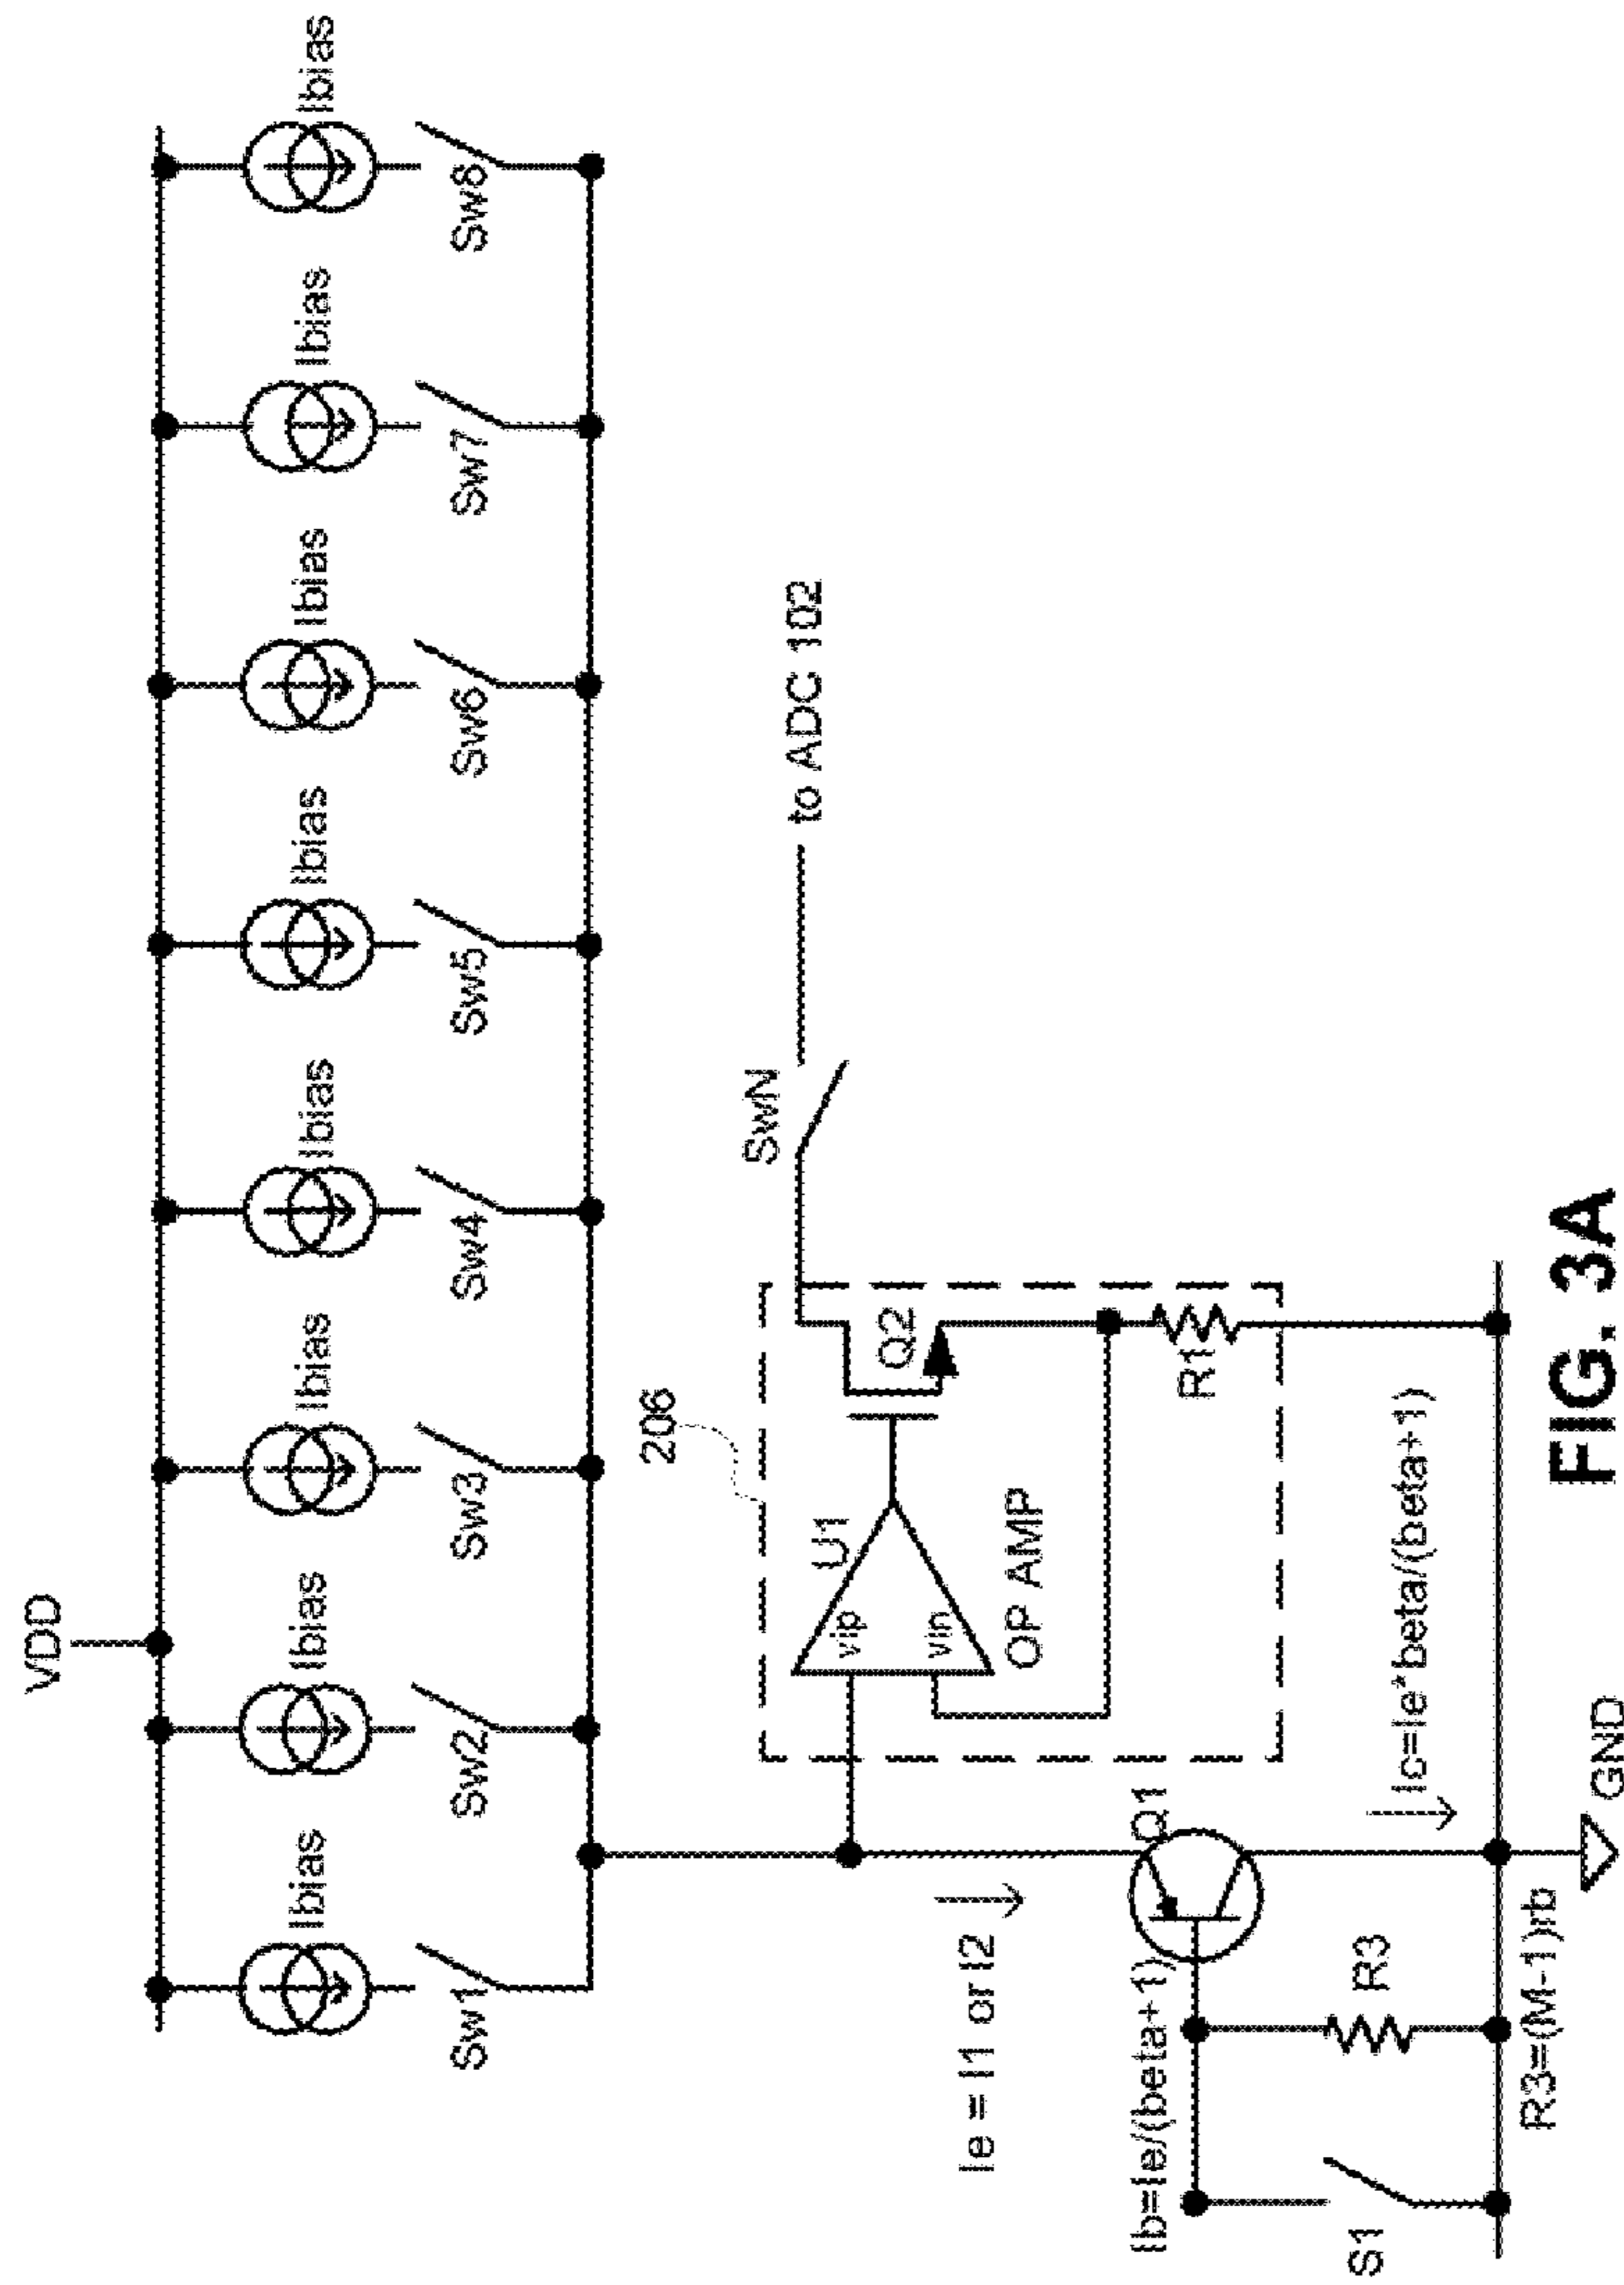 VDD
Ibias
Ibias
Ibias
Ibias
Ibias
Ibias
Ibias
Ibias
Sw1
Sw2
Sw3
Sw4
Sw5
Sw6
Sw7
Sw8
206
SwN
to ADC 102
U1
vip
vin
OP AMP
Q2
R1
Ie = I1 or I2
Q1
Ib=Ie/(beta+1)
Ic=Ie*beta/(beta+1)
S1
R3
R3=(M-1)rb
GND
FIG. 3A